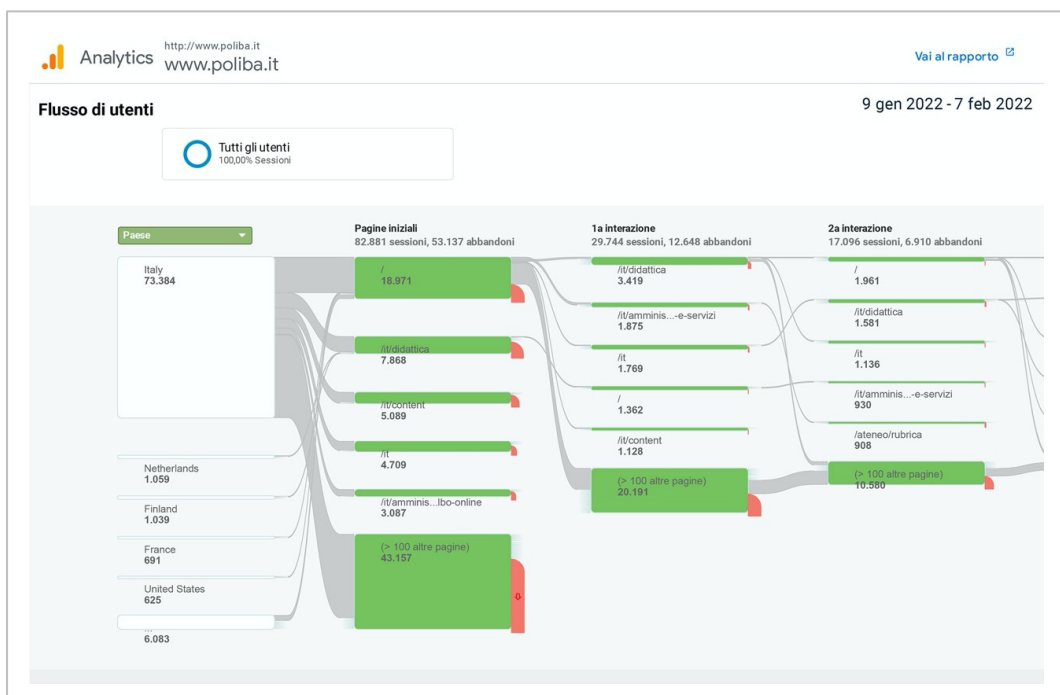 Analytics
http://www.poliba.it
www.poliba.it
Vai al rapporto
Flusso di utenti
9 gen 2022 - 7 feb 2022
Tutti gli utenti
100,00% Sessioni
Paese
Italy
73.384
Netherlands
1.059
Finland
1.039
France
691
United States
625
...
6.083
Pagine iniziali
82.881 sessioni, 53.137 abbandoni
/
18.971
/it/didattica
7.868
/it/content
5.089
/it
4.709
/it/amminis...lbo-online
3.087
(> 100 altre pagine)
43.157
1a interazione
29.744 sessioni, 12.648 abbandoni
/it/didattica
3.419
/it/amminis...-e-servizi
1.875
/it
1.769
/
1.362
/it/content
1.128
(> 100 altre pagine)
20.191
2a interazione
17.096 sessioni, 6.910 abbandoni
/
1.961
/it/didattica
1.581
/it
1.136
/it/amminis...-e-servizi
930
/ateneo/rubrica
908
(> 100 altre pagine)
10.580